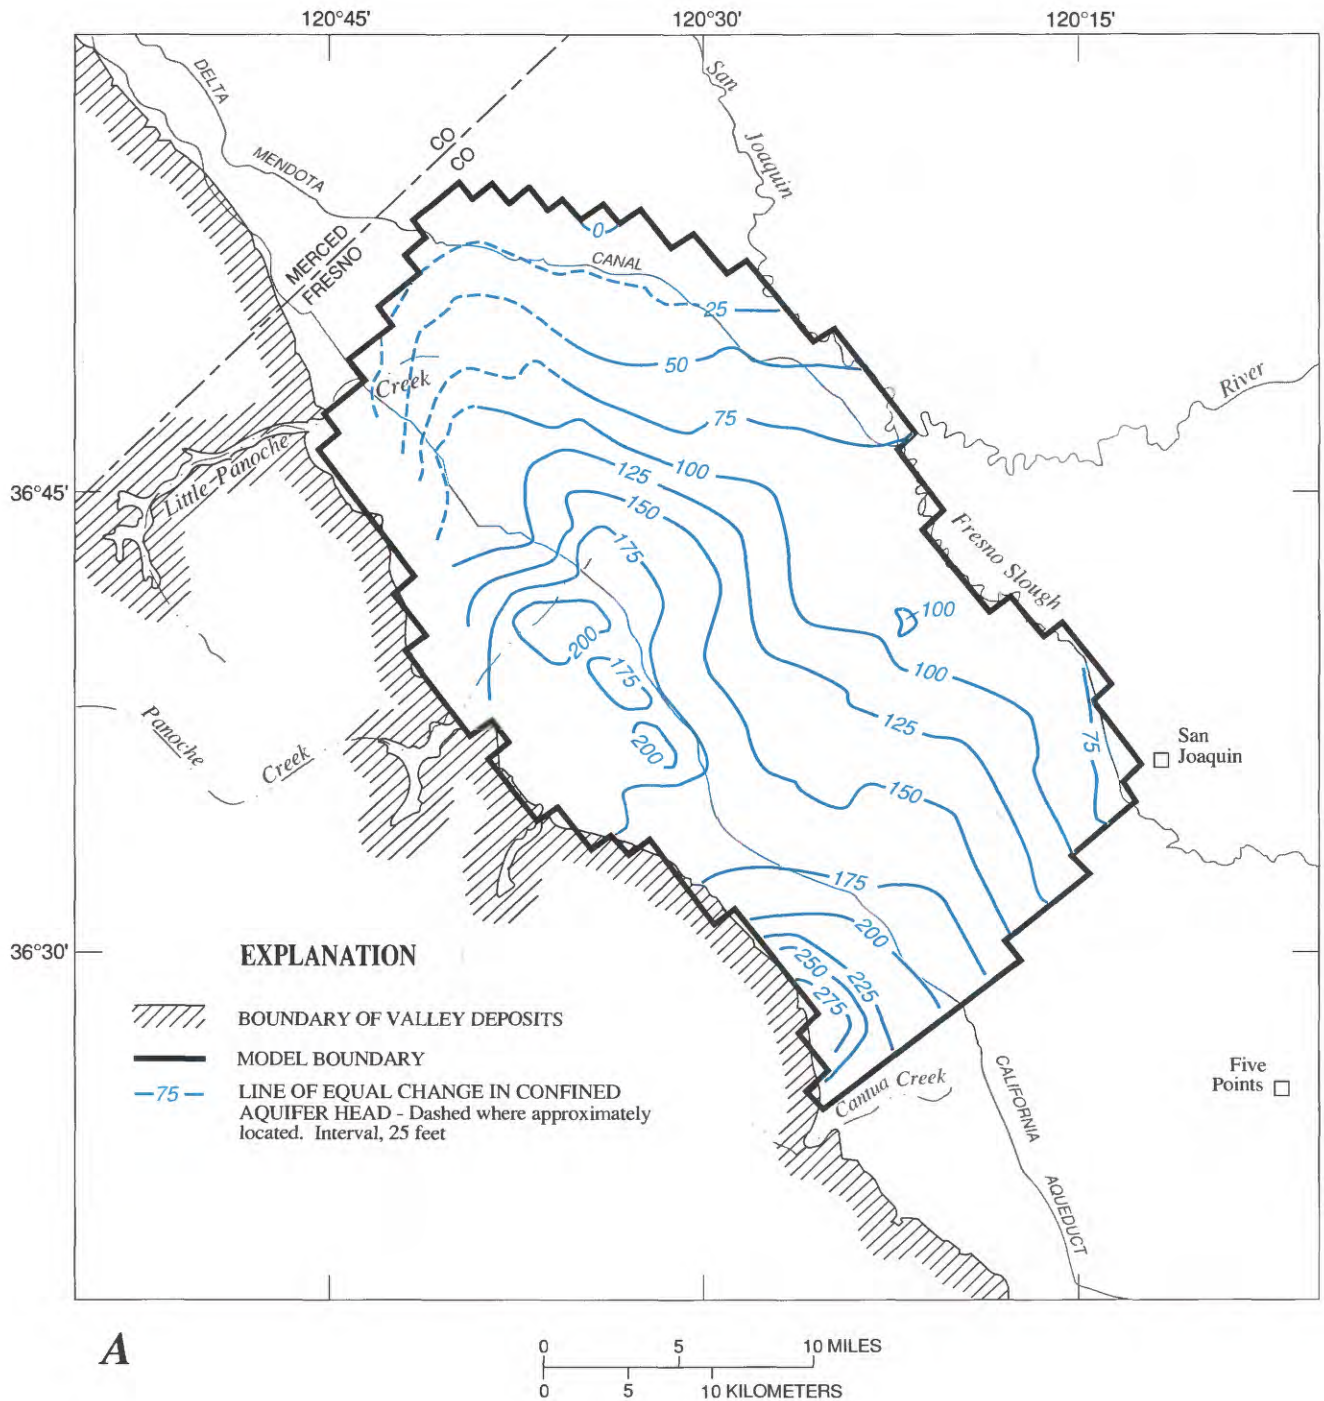 120°45'
120°30'
120°15'
DELTA
MENDOTA
CANAL
CO
CO
MERCED
FRESNO
San
Joaquin
River
0
25
50
75
100
125
150
175
Creek
Little Panoche
36°45'
Fresno Slough
100
100
200
175
200
125
75
San
Joaquin
Panoche
Creek
150
175
200
225
250
275
36°30'
EXPLANATION
BOUNDARY OF VALLEY DEPOSITS
MODEL BOUNDARY
75
LINE OF EQUAL CHANGE IN CONFINED
AQUIFER HEAD - Dashed where approximately
located. Interval, 25 feet
Cantua Creek
CALIFORNIA
AQUEDUCT
Five
Points
A
0 5 10 MILES
0 5 10 KILOMETERS